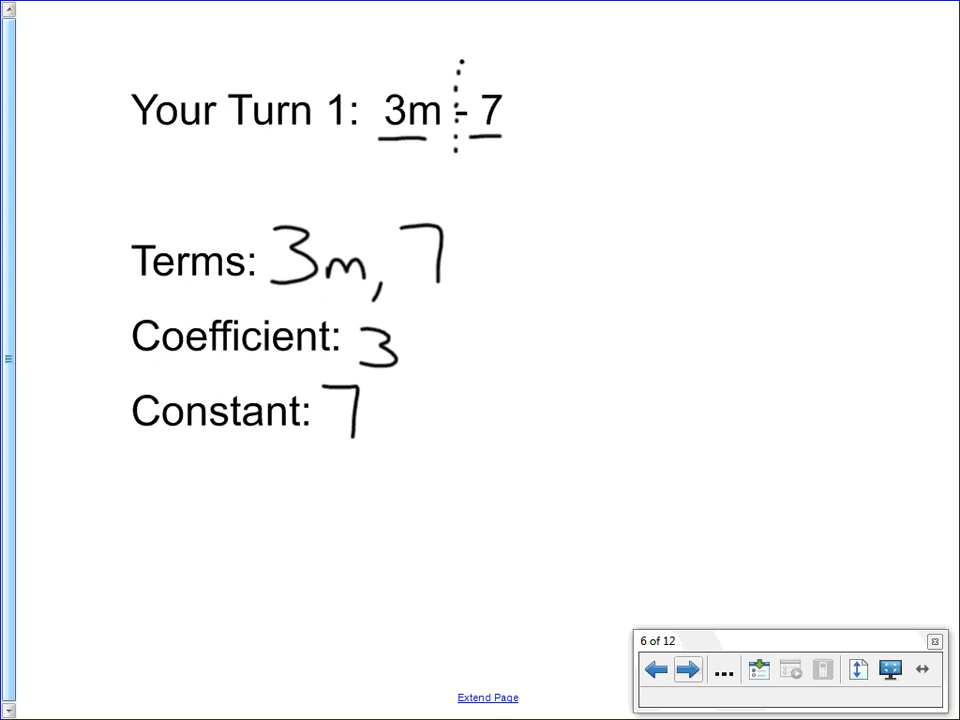 Your Turn 1: 3m - 7
Terms: 3m, 7
Coefficient: 3
Constant: 7
6 of 12
Extend Page